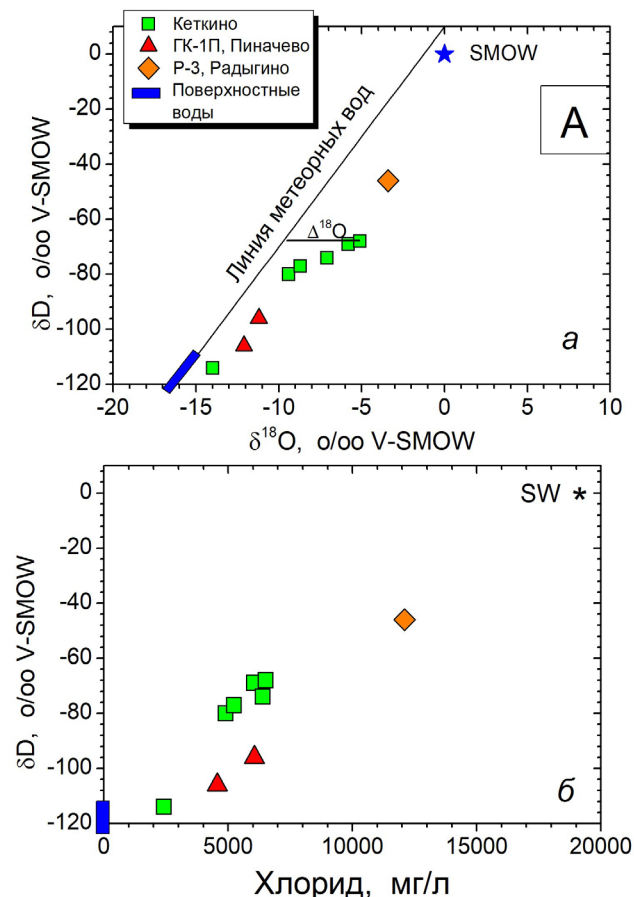 Кеткино
ГК-1П, Пиначево
Р-3, Радыгино
Поверхностные
воды
SMOW
А
Линия метеорных вод
Δ¹⁸O
а
0
-20
-40
-60
-80
-100
-120
δD, o/oo V-SMOW
-20 -15 -10 -5 0 5 10
δ¹⁸O, o/oo V-SMOW
SW *
б
0
-20
-40
-60
-80
-100
-120
δD, o/oo V-SMOW
0 5000 10000 15000 20000
Хлорид, мг/л